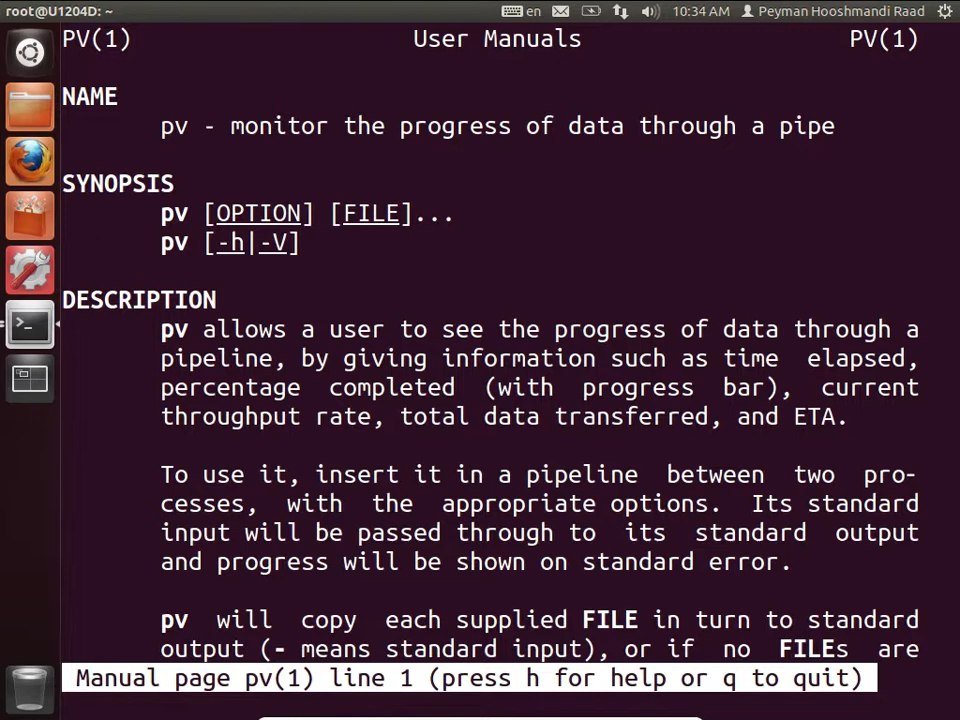 root@U1204D: ~ en 10:34 AM Peyman Hooshmandi Raad
PV(1) User Manuals PV(1)
NAME
pv - monitor the progress of data through a pipe
SYNOPSIS
pv [OPTION] [FILE]...
pv [-h|-V]
DESCRIPTION
pv allows a user to see the progress of data through a
pipeline, by giving information such as time elapsed,
percentage completed (with progress bar), current
throughput rate, total data transferred, and ETA.
To use it, insert it in a pipeline between two pro-
cesses, with the appropriate options. Its standard
input will be passed through to its standard output
and progress will be shown on standard error.
pv will copy each supplied FILE in turn to standard
output (- means standard input), or if no FILEs are
Manual page pv(1) line 1 (press h for help or q to quit)